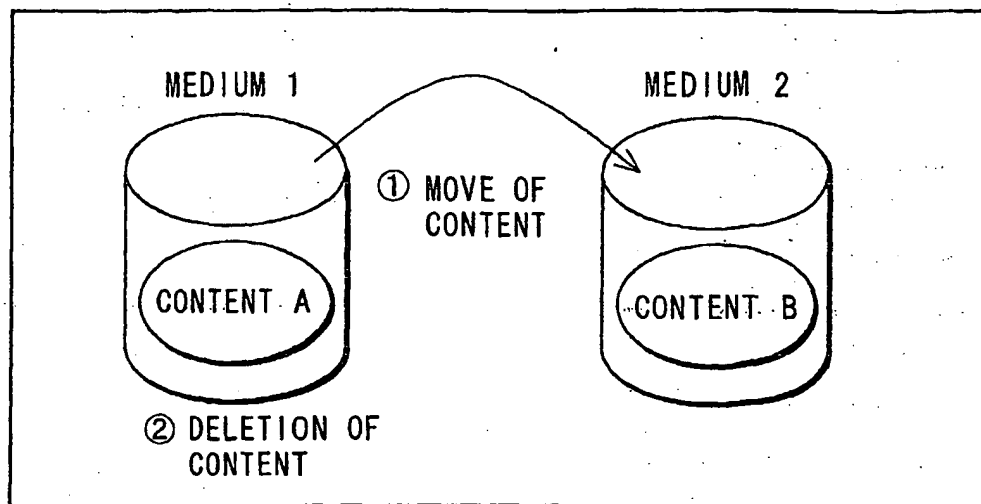 MEDIUM 1
MEDIUM 2
① MOVE OF
CONTENT
CONTENT A
CONTENT B
② DELETION OF
CONTENT